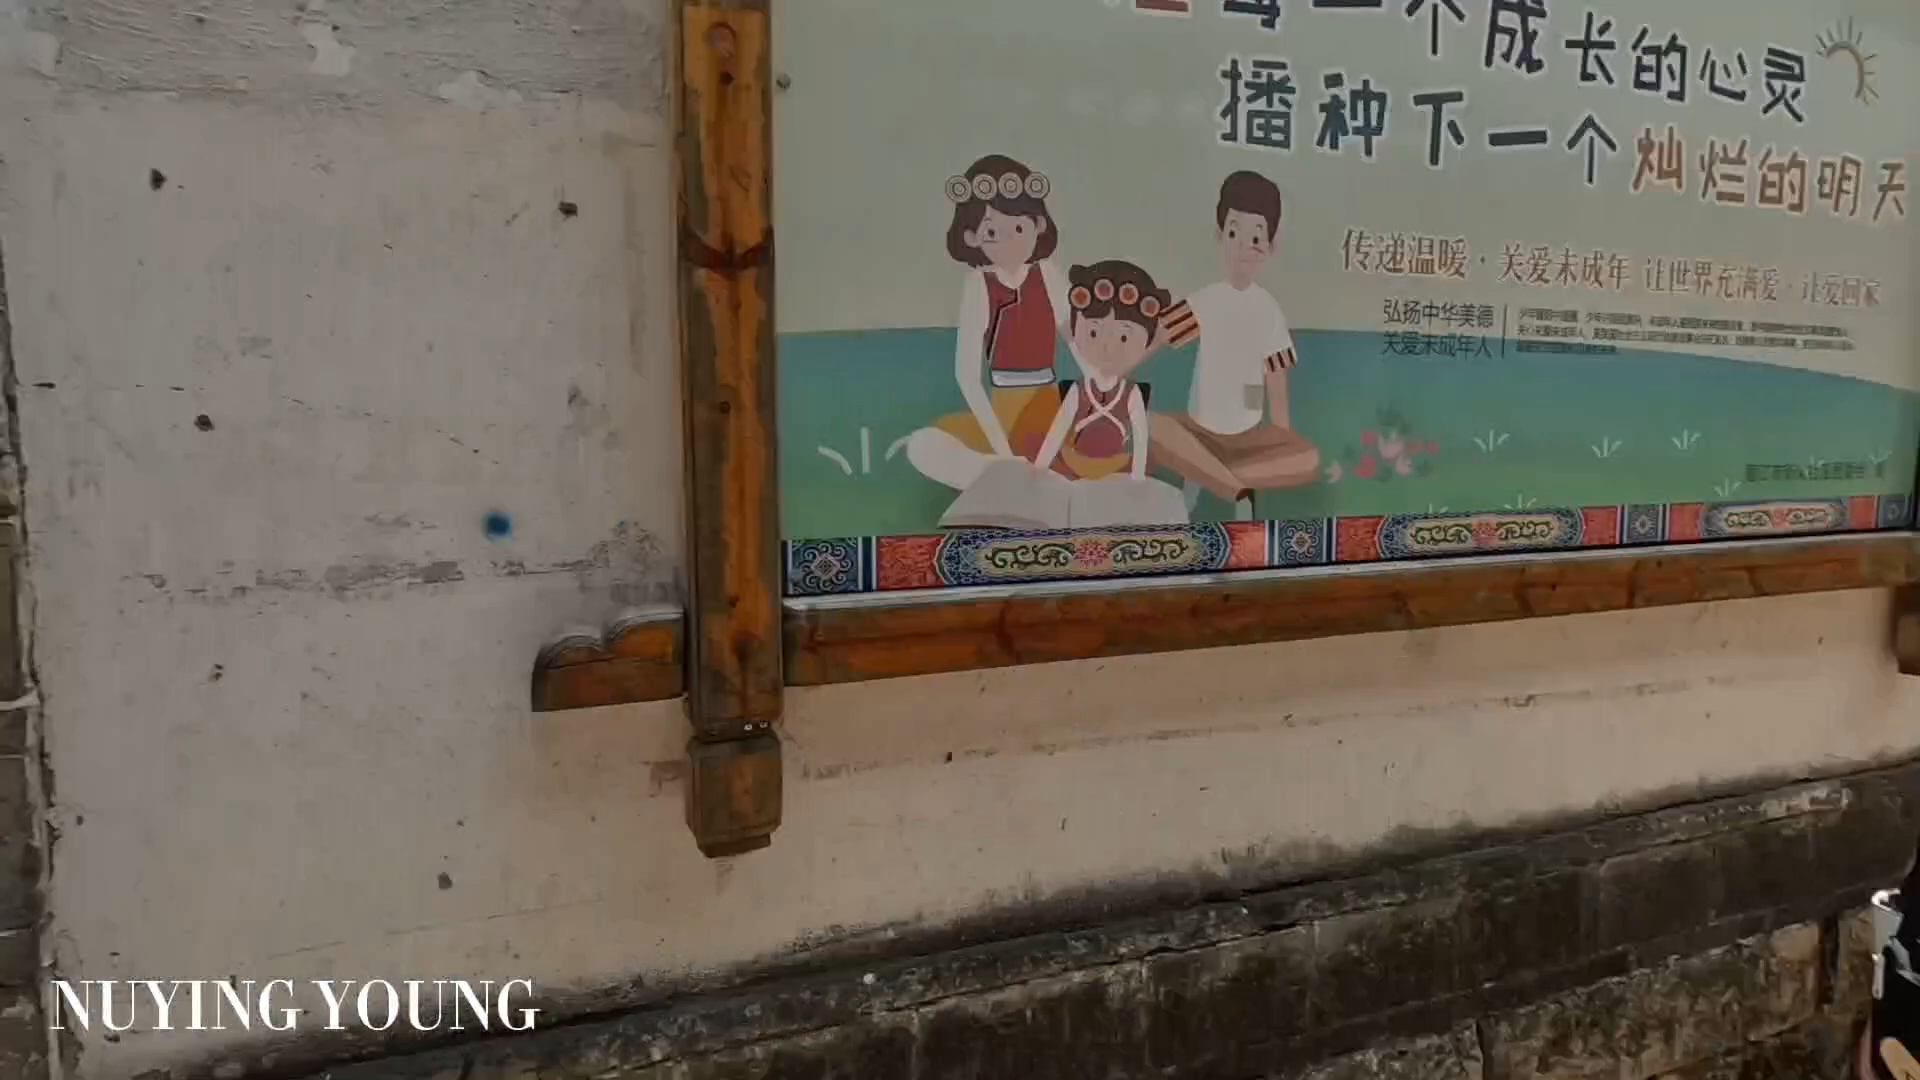 每一个成长的心灵
播种下一个灿烂的明天
传递温暖·关爱未成年 让世界充满爱·让爱回家
弘扬中华美德
关爱未成年人
NUYING YOUNG